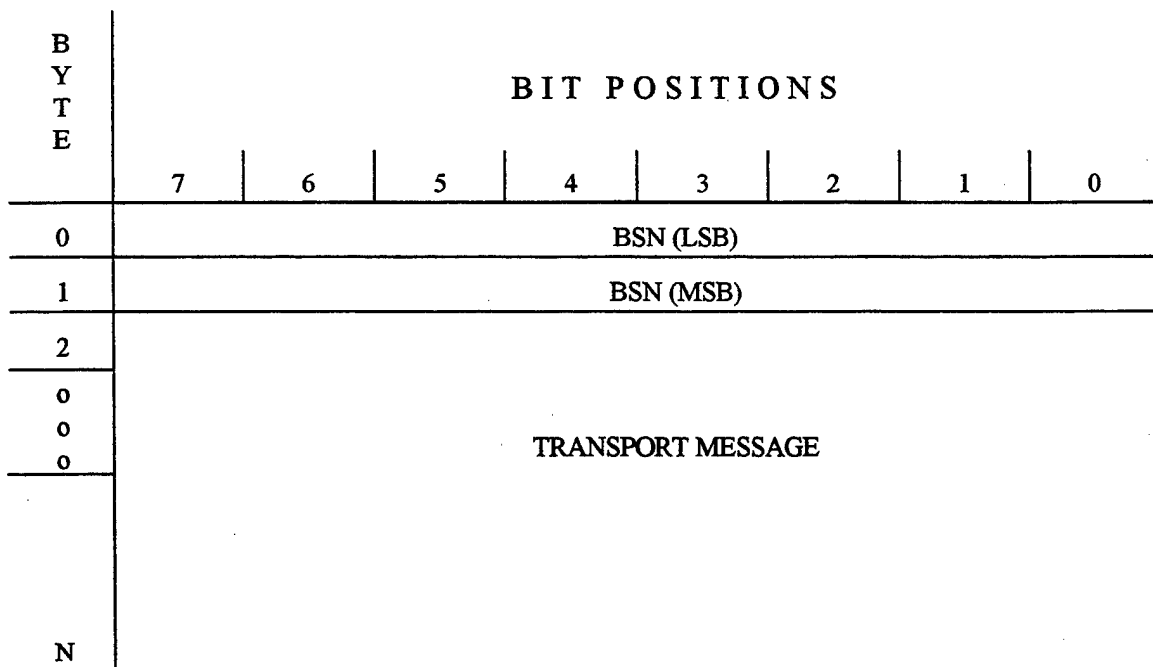 B
Y
T
E
BIT POSITIONS
7 6 5 4 3 2 1 0
0 BSN (LSB)
1 BSN (MSB)
2
o
o
o
TRANSPORT MESSAGE
N